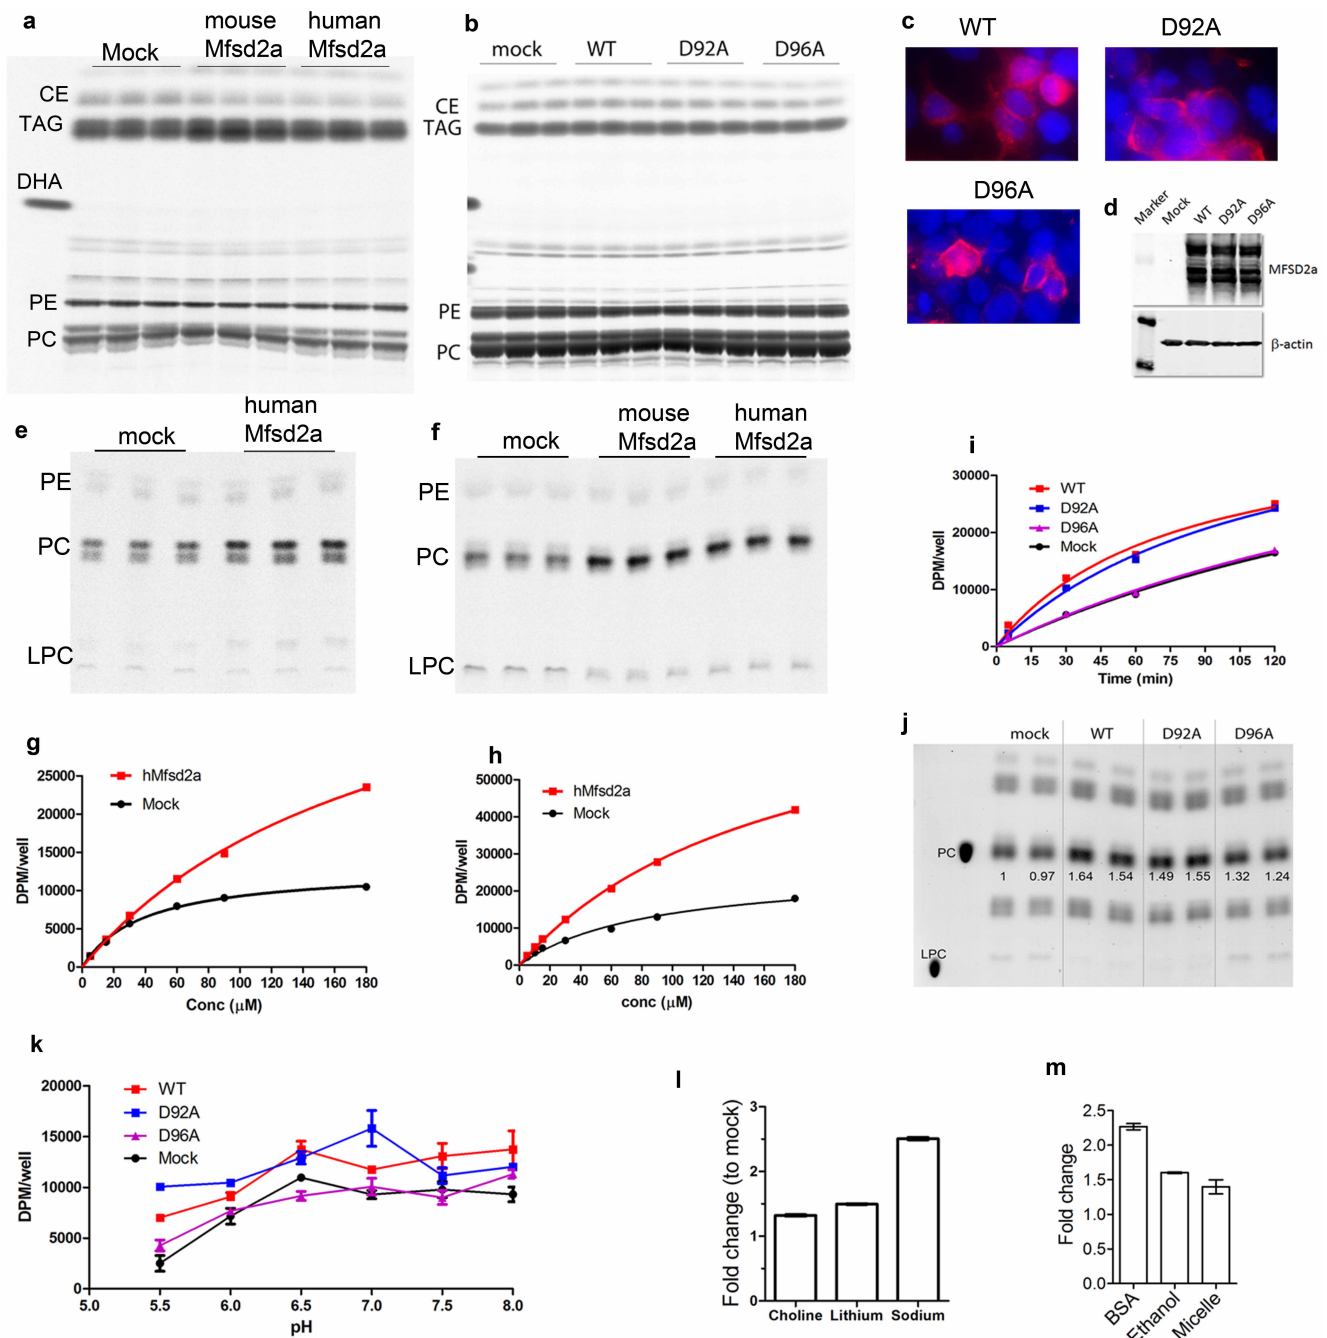 a
Mock
mouse
Mfsd2a
human
Mfsd2a
CE
TAG
DHA
PE
PC
b
mock
WT
D92A
D96A
CE
TAG
PE
PC
c
WT
D92A
D96A
d
Marker
Mock
WT
D92A
D96A
MFSD2a
β-actin
e
mock
human
Mfsd2a
PE
PC
LPC
f
mock
mouse
Mfsd2a
human
Mfsd2a
PE
PC
LPC
i
30000
20000
10000
0
DPM/well
WT
D92A
D96A
Mock
0 15 30 45 60 75 90 105 120
Time (min)
g
25000
20000
15000
10000
5000
0
DPM/well
hMfsd2a
Mock
0 20 40 60 80 100 120 140 160 180
Conc (μM)
h
50000
40000
30000
20000
10000
0
DPM/well
hMfsd2a
Mock
0 20 40 60 80 100 120 140 160 180
conc (μM)
j
mock WT D92A D96A
PC
1 0.97 1.64 1.54 1.49 1.55 1.32 1.24
LPC
k
20000
15000
10000
5000
0
DPM/well
WT
D92A
D96A
Mock
5.0 5.5 6.0 6.5 7.0 7.5 8.0
pH
l
3
2
1
0
Fold change (to mock)
Choline Lithium Sodium
m
2.5
2.0
1.5
1.0
0.5
0.0
Fold change
BSA
Ethanol
Micelle